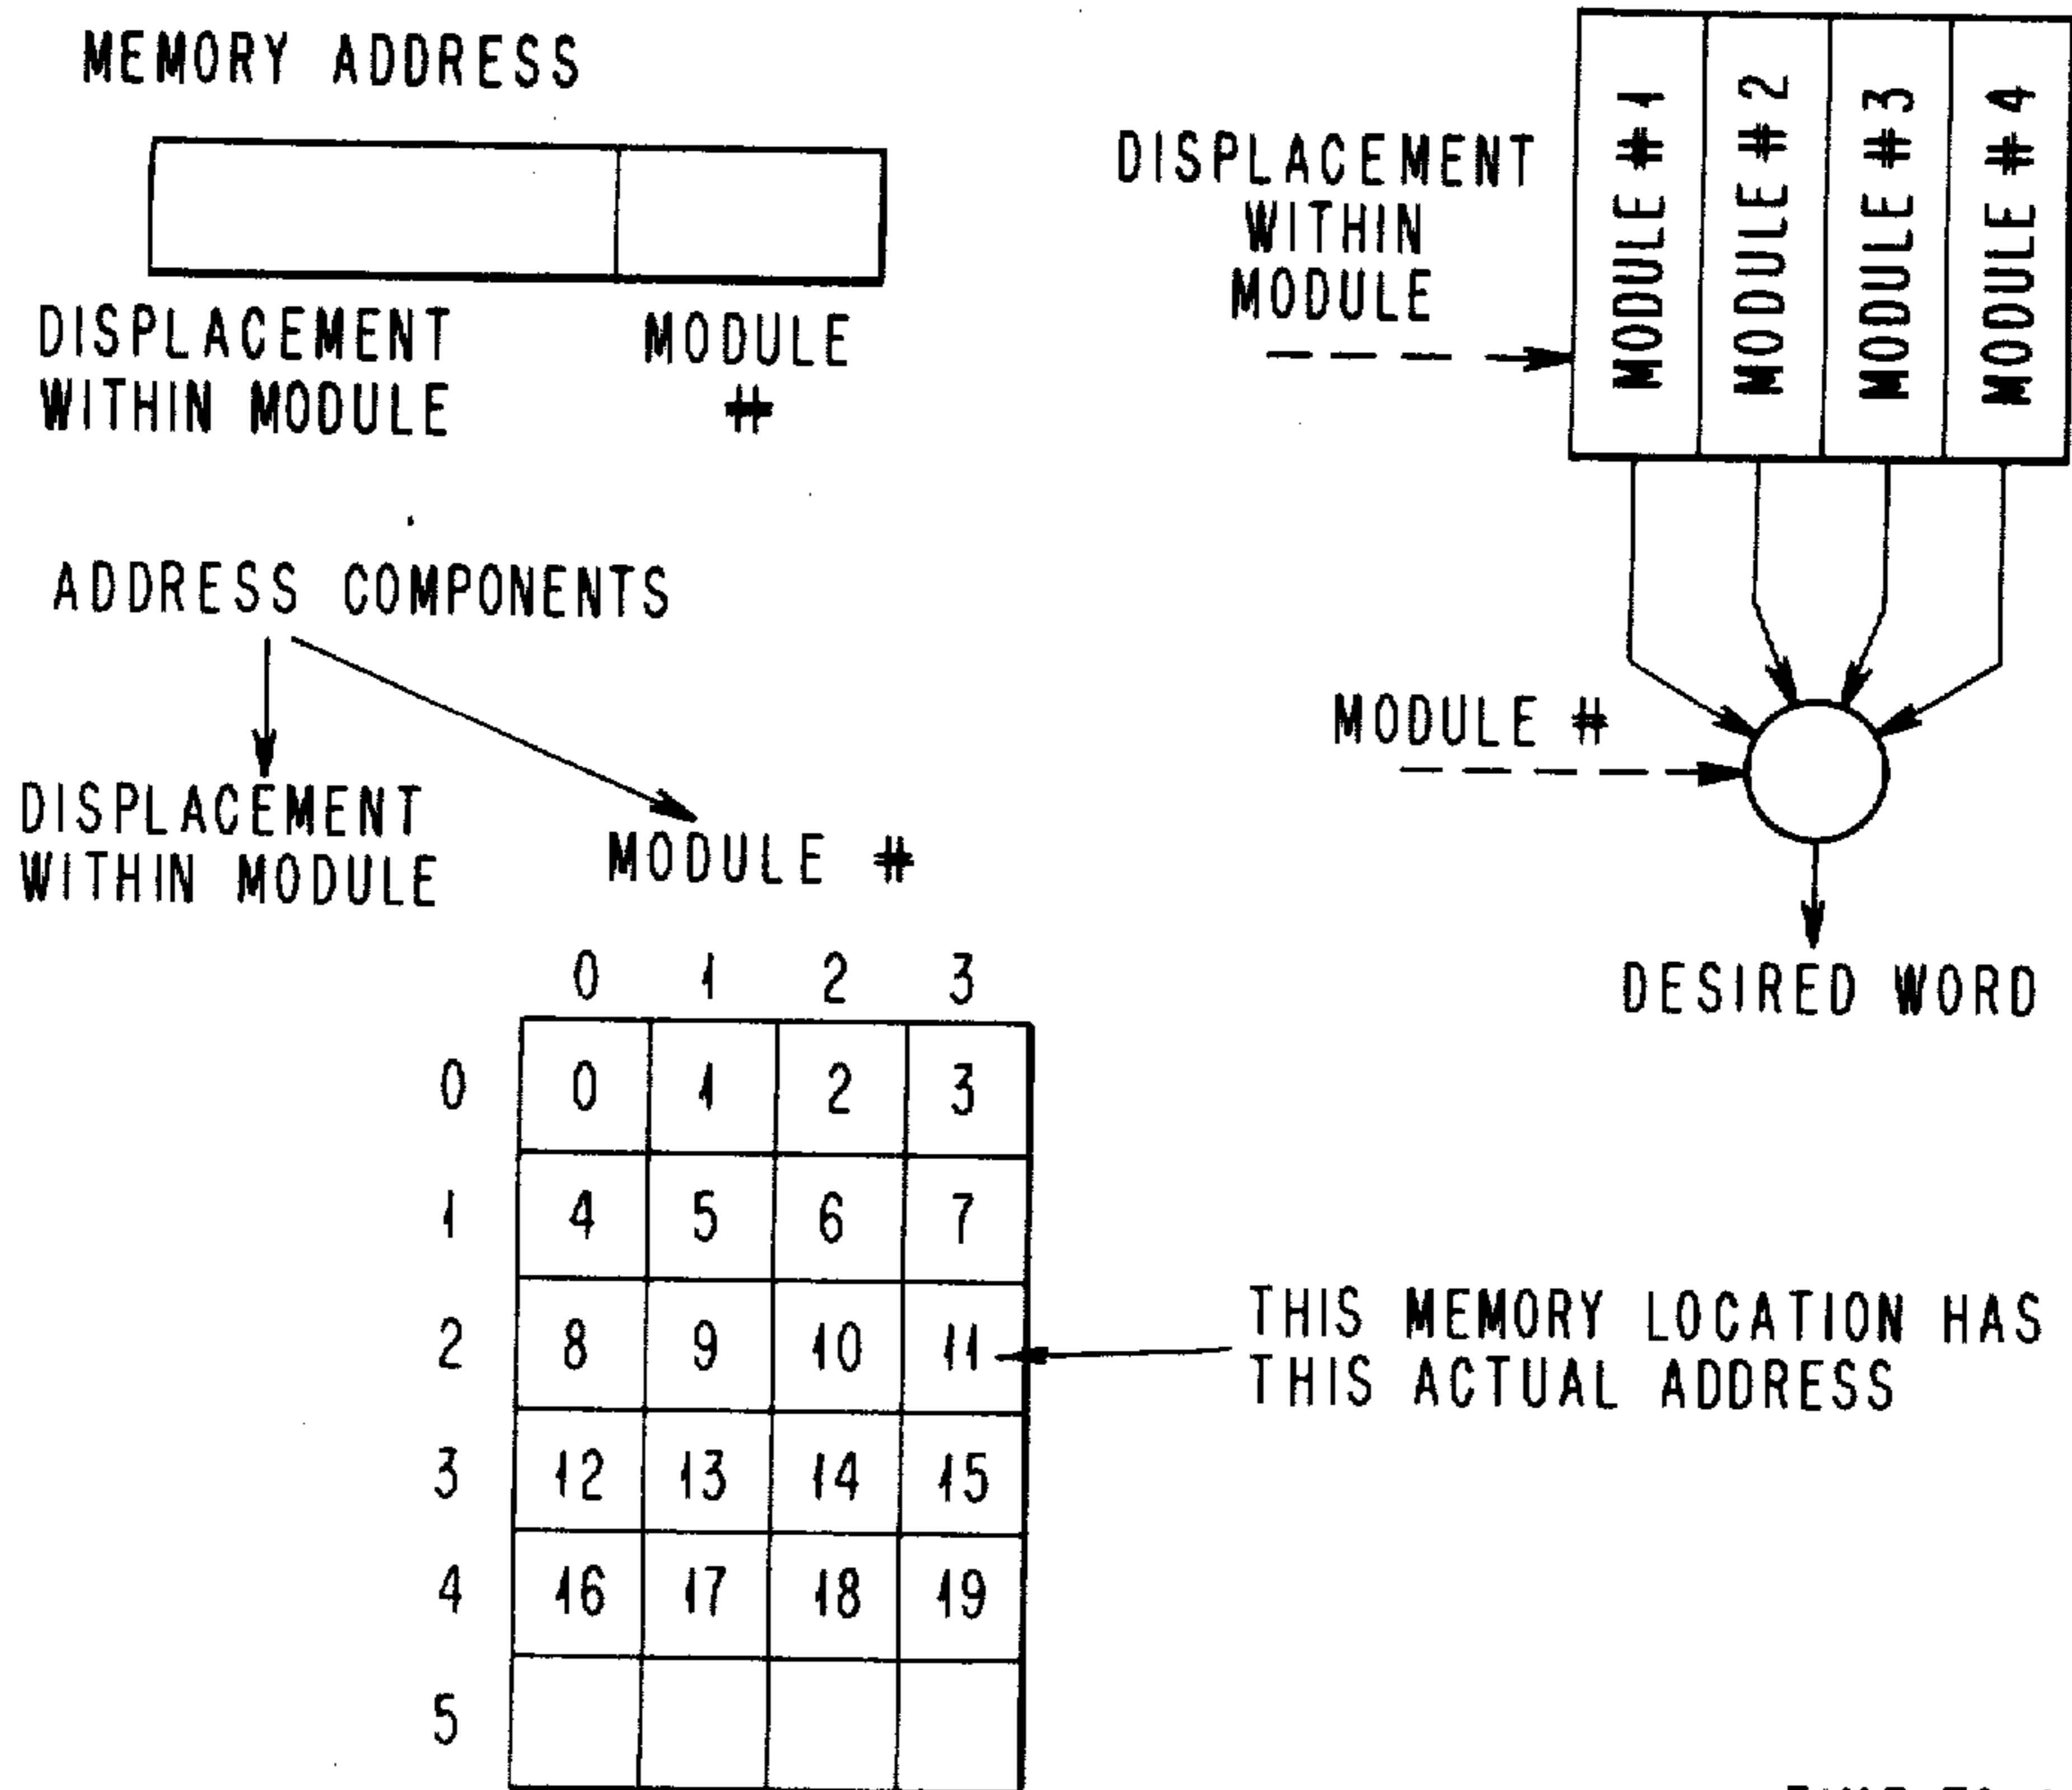 MEMORY ADDRESS
DISPLACEMENT
WITHIN MODULE
MODULE
#
DISPLACEMENT
WITHIN
MODULE
MODULE #1
MODULE #2
MODULE #3
MODULE #4
MODULE #
DESIRED WORD
ADDRESS COMPONENTS
DISPLACEMENT
WITHIN MODULE
MODULE #
0 1 2 3
0 0 1 2 3
1 4 5 6 7
2 8 9 10 11
3 12 13 14 15
4 16 17 18 19
5
THIS MEMORY LOCATION HAS
THIS ACTUAL ADDRESS